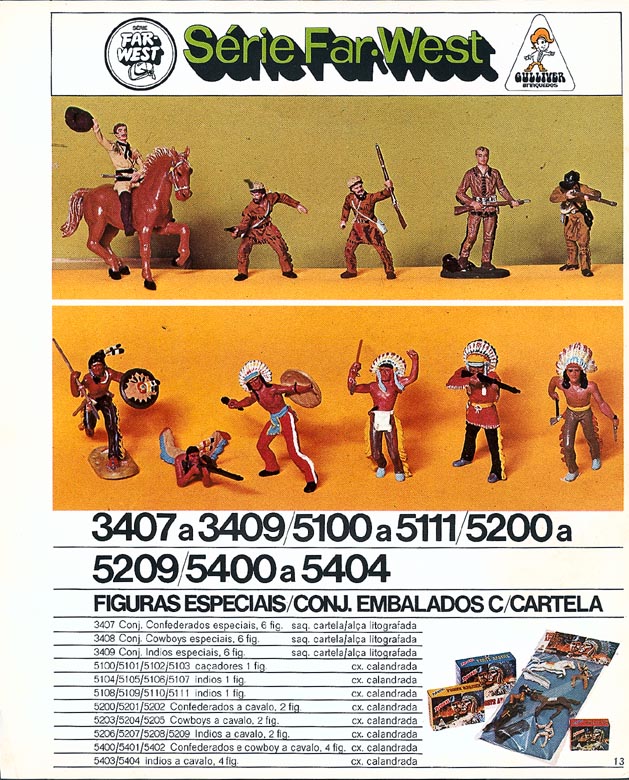 SÉRIE
FAR-
WEST
Série Far-West
GULLIVER
BRINQUEDOS
3407 a 3409/5100 a 5111/5200 a
5209/5400 a 5404
FIGURAS ESPECIAIS/CONJ. EMBALADOS C/CARTELA
3407 Conj. Confederados especiais, 6 fig. saq. cartela/alça litografada
3408 Conj. Cowboys especiais, 6 fig. saq. cartela/alça litografada
3409 Conj. Indios especiais, 6 fig. saq. cartela/alça litografada
5100/5101/5102/5103 caçadores 1 fig. cx. calandrada
5104/5105/5106/5107 indios 1 fig. cx. calandrada
5108/5109/5110/5111 indios 1 fig. cx. calandrada
5200/5201/5202 Confederados a cavalo, 2 fig. cx. calandrada
5203/5204/5205 Cowboys a cavalo, 2 fig. cx. calandrada
5206/5207/5208/5209 Indios a cavalo, 2 fig. cx. calandrada
5400/5401/5402 Confederados e cowboy a cavalo, 4 fig. cx. calandrada
5403/5404 indios a cavalo, 4 fig. cx. calandrada
13